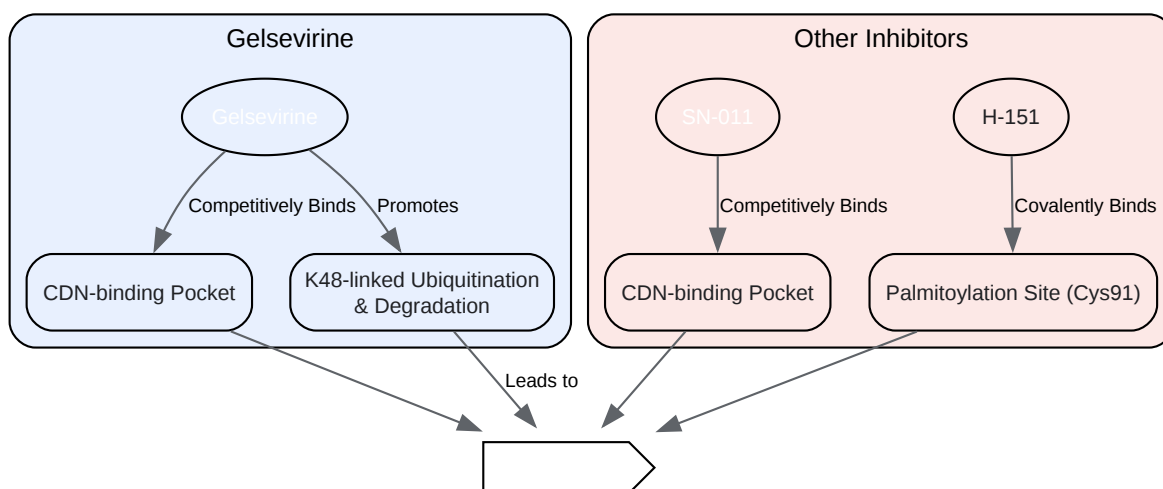 Gelsevirine
Other Inhibitors
Gelsevirine
SN-011
H-151
Competitively Binds
Promotes
Competitively Binds
Covalently Binds
CDN-binding Pocket
K48-linked Ubiquitination
& Degradation
CDN-binding Pocket
Palmitoylation Site (Cys91)
Leads to